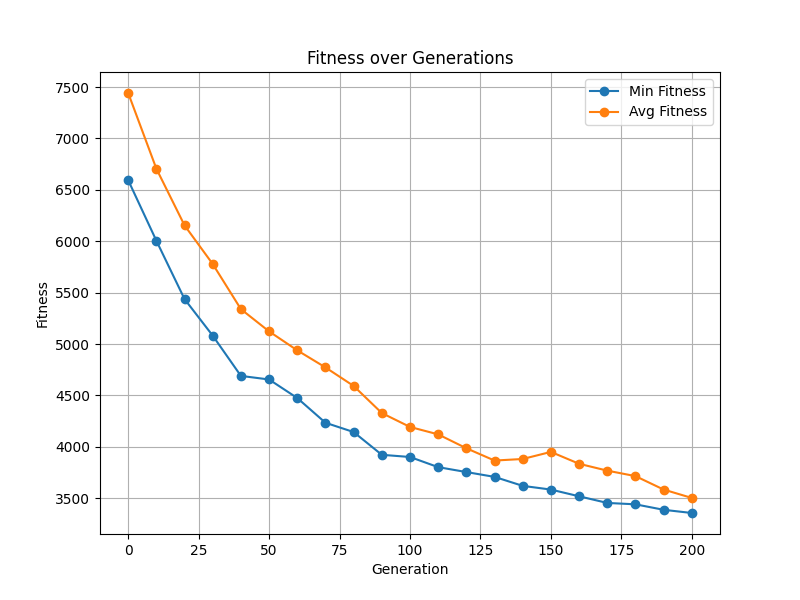 Fitness over Generations
Min Fitness
Avg Fitness
7500
7000
6500
6000
5500
5000
4500
4000
3500
Fitness
0 25 50 75 100 125 150 175 200
Generation